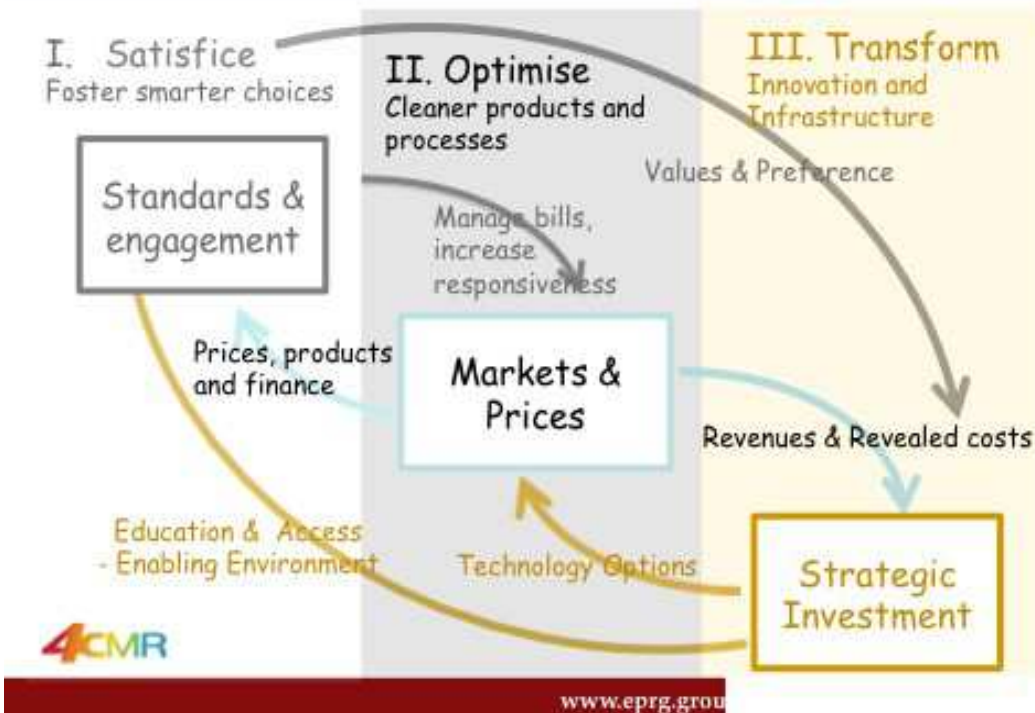 I. Satisfice
Foster smarter choices
II. Optimise
Cleaner products and
processes
III. Transform
Innovation and
Infrastructure
Standards &
engagement
Values & Preference
Manage bills,
increase
responsiveness
Prices, products
and finance
Markets &
Prices
Revenues & Revealed costs
Education & Access
- Enabling Environment
Technology Options
Strategic
Investment
4CMR
www.eprg.grou